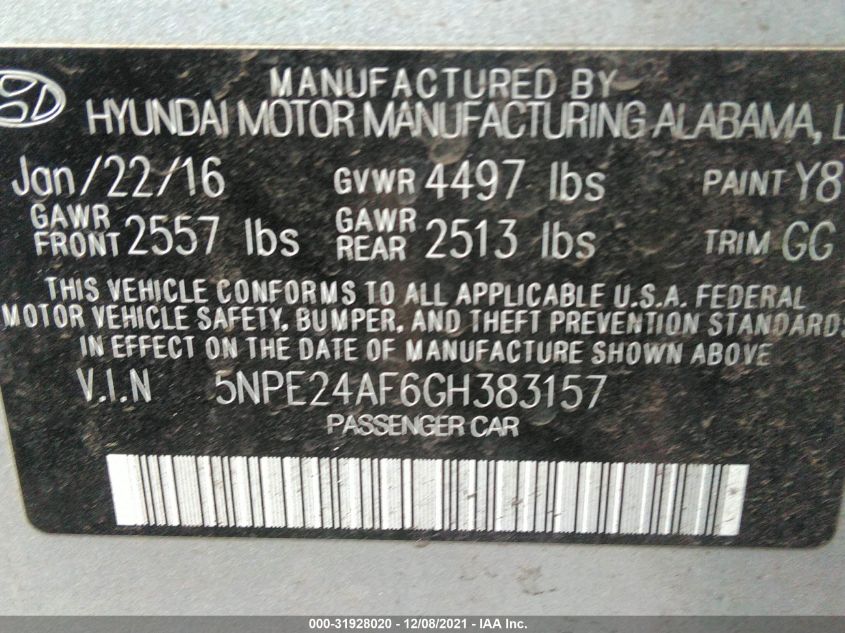 MANUFACTURED BY
HYUNDAI MOTOR MANUFACTURING ALABAMA, L
Jan/22/16 GVWR 4497 lbs PAINT Y8
GAWR FRONT 2557 lbs GAWR REAR 2513 lbs TRIM GG
THIS VEHICLE CONFORMS TO ALL APPLICABLE U.S.A. FEDERAL
MOTOR VEHICLE SAFETY, BUMPER, AND THEFT PREVENTION STANDARDS
IN EFFECT ON THE DATE OF MANUFACTURE SHOWN ABOVE
V.I.N 5NPE24AF6GH383157
PASSENGER CAR
000-31928020 - 12/08/2021 - IAA Inc.